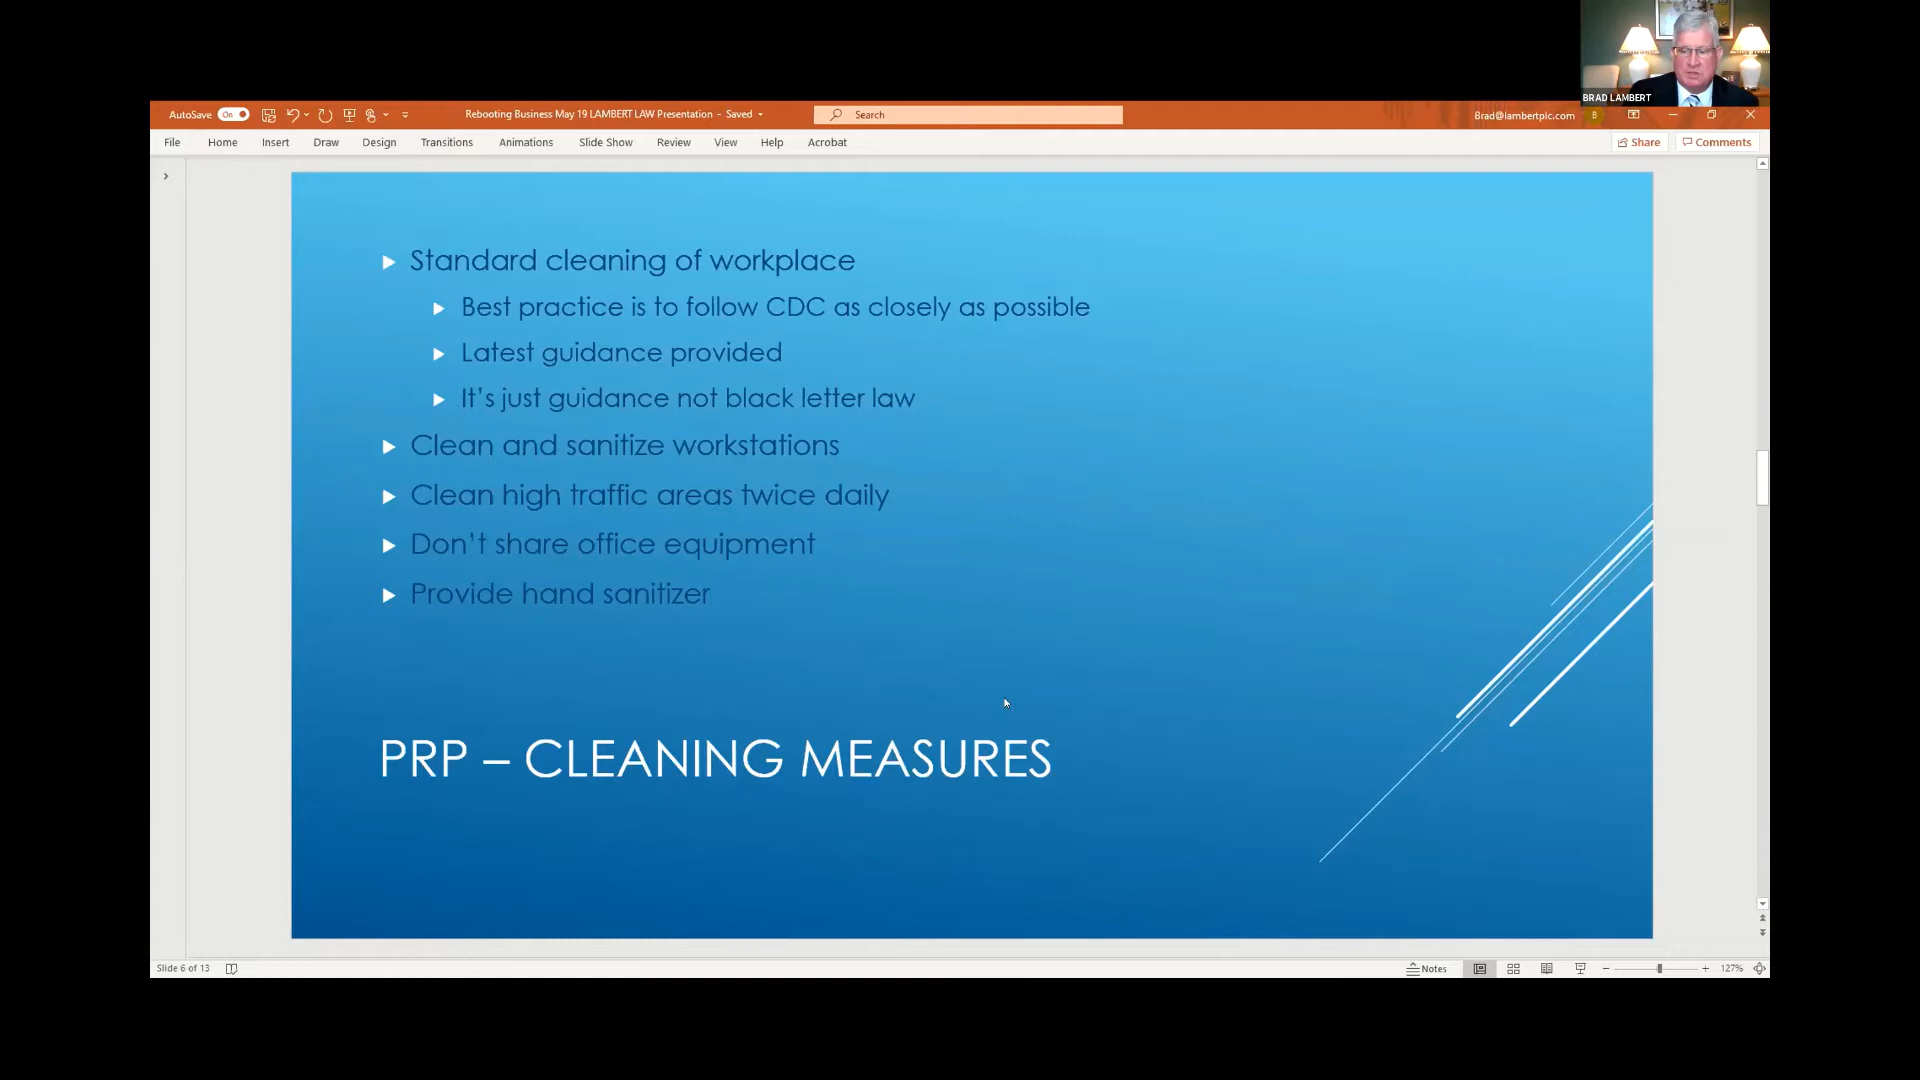 BRAD LAMBERT
AutoSave On Rebooting Business May 19 LAMBERT LAW Presentation - Saved Search Brad@lambertplc.com B
File Home Insert Draw Design Transitions Animations Slide Show Review View Help Acrobat Share Comments
Standard cleaning of workplace
Best practice is to follow CDC as closely as possible
Latest guidance provided
It’s just guidance not black letter law
Clean and sanitize workstations
Clean high traffic areas twice daily
Don’t share office equipment
Provide hand sanitizer
PRP – CLEANING MEASURES
Slide 6 of 13 Notes 127%